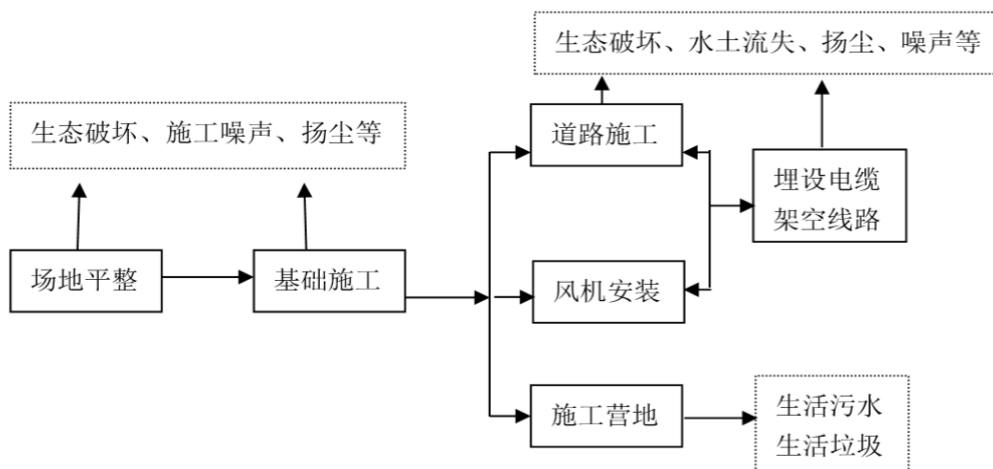 生态破坏、水土流失、扬尘、噪声等
生态破坏、施工噪声、扬尘等
道路施工
埋设电缆
架空线路
场地平整
基础施工
风机安装
施工营地
生活污水
生活垃圾